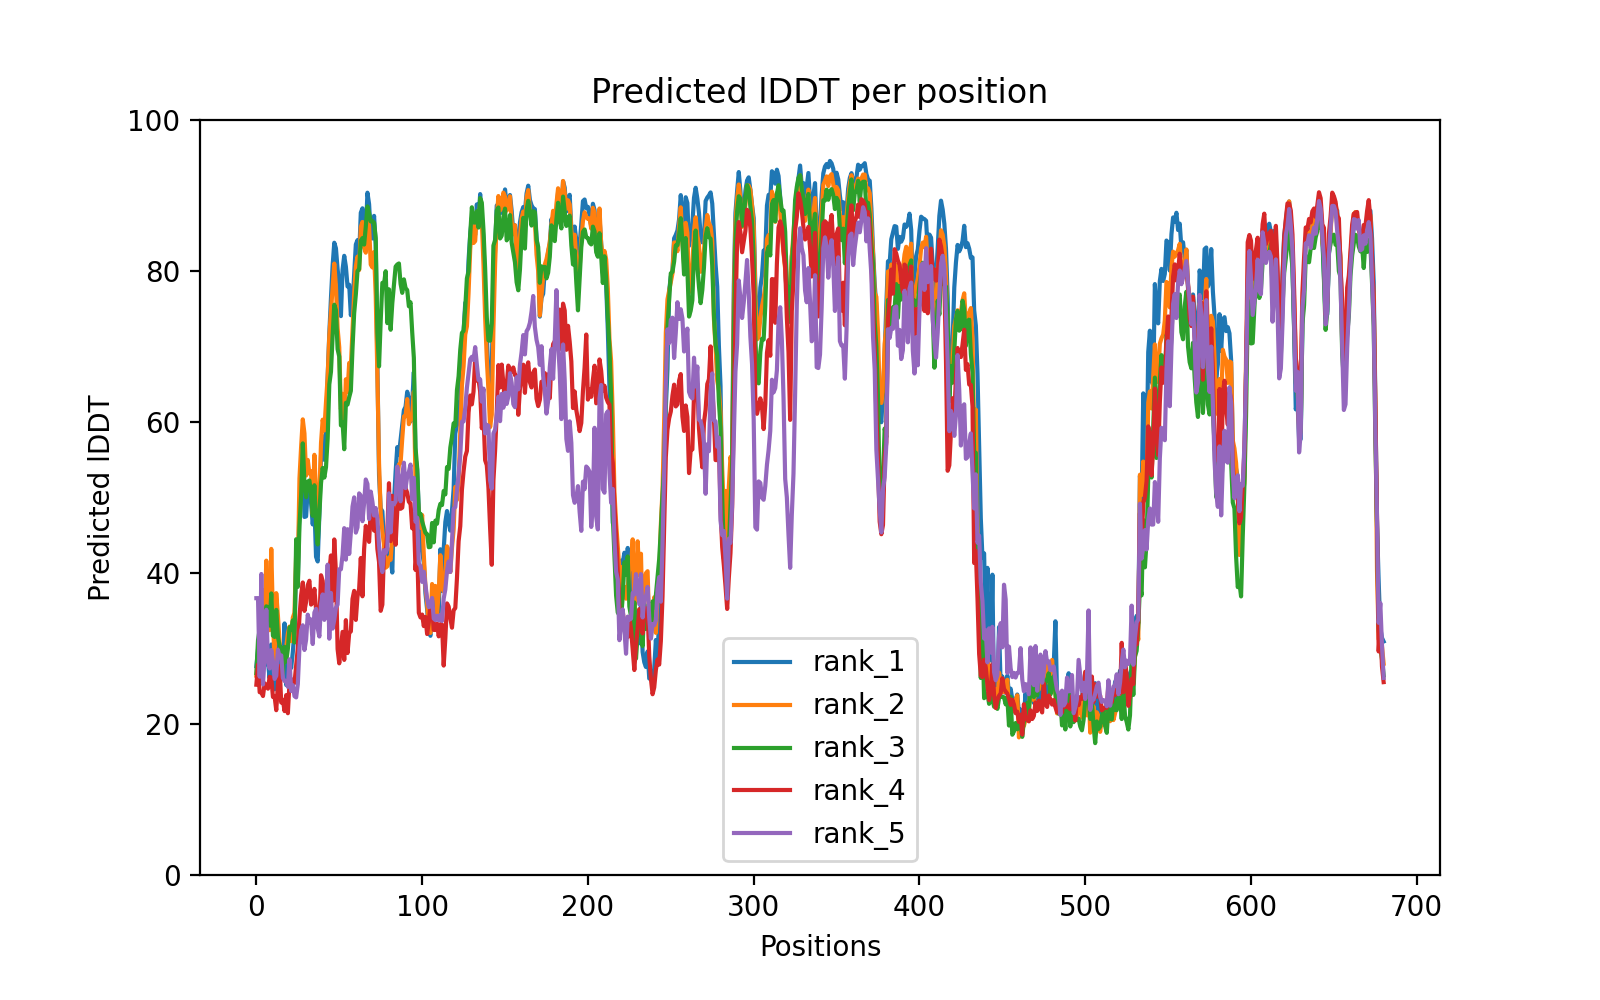 Predicted lDDT per position
100
80
60
40
20
0
Predicted lDDT
rank_1
rank_2
rank_3
rank_4
rank_5
0 100 200 300 400 500 600 700
Positions